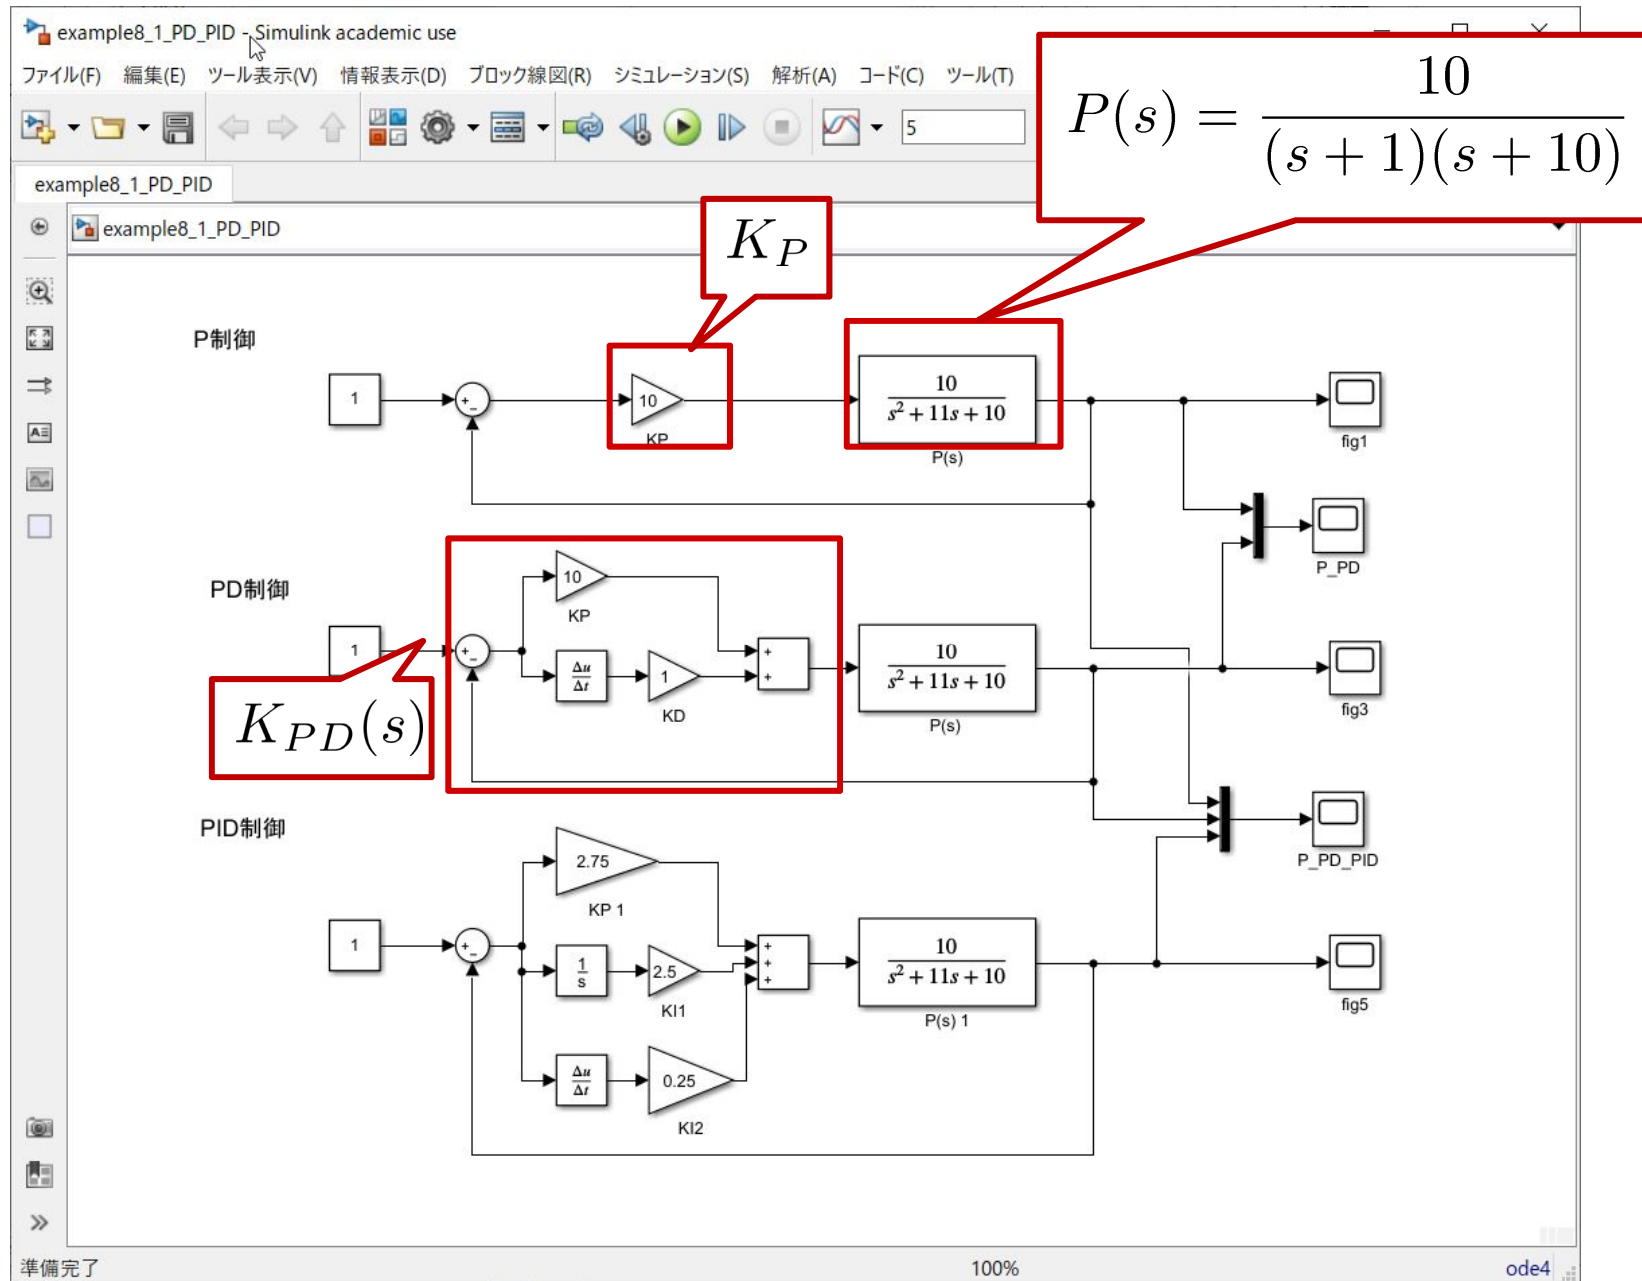 example8_1_PD_PID - Simulink academic use
ファイル(F) 編集(E) ツール表示(V) 情報表示(D) ブロック線図(R) シミュレーション(S) 解析(A) コード(C) ツール(T)
5
P(s) = 10 / (s + 1)(s + 10)
example8_1_PD_PID
example8_1_PD_PID
K_P
P制御
1
+
-
10
KP
10
s² + 11s + 10
P(s)
fig1
P_PD
PD制御
1
+
-
10
KP
Δu
Δt
1
KD
+
+
10
s² + 11s + 10
P(s)
fig3
K_{PD}(s)
P_PD_PID
PID制御
1
+
-
2.75
KP 1
1
s
2.5
KI1
Δu
Δt
0.25
KI2
+
+
+
10
s² + 11s + 10
P(s) 1
fig5
準備完了 100% ode4